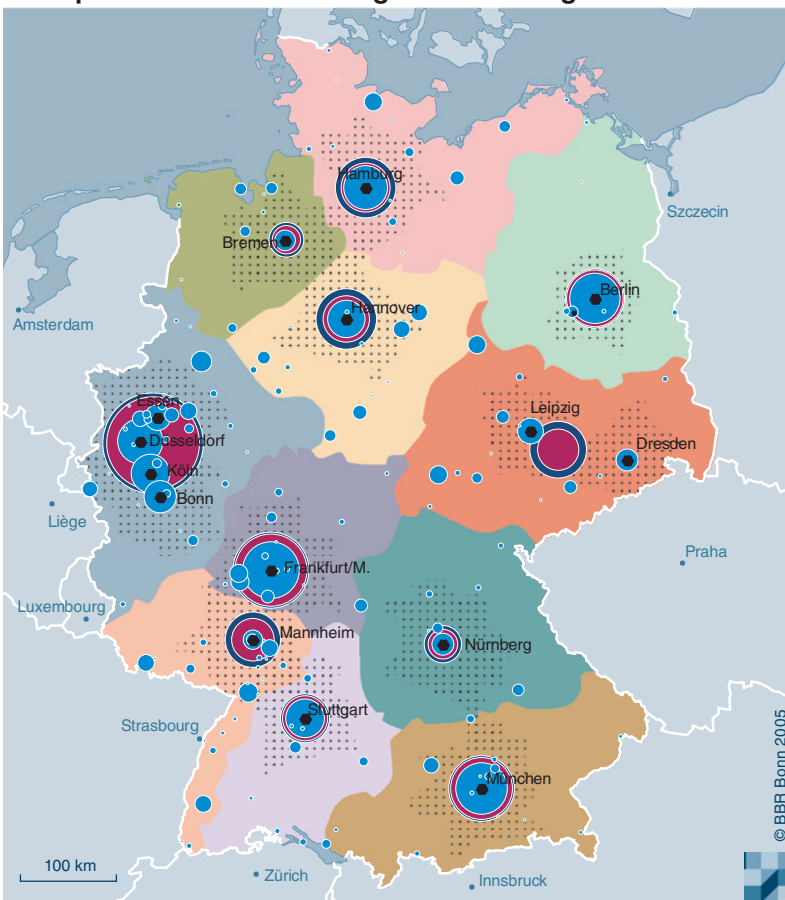 Hamburg
Szczecin
Bremen
Berlin
Hannover
Amsterdam
Essen
Leipzig
Düsseldorf
Dresden
Köln
Bonn
Liège
Praha
Frankfurt/M.
Luxembourg
Mannheim
Nürnberg
Stuttgart
Strasbourg
München
© BBR Bonn 2005
100 km
Zürich
Innsbruck